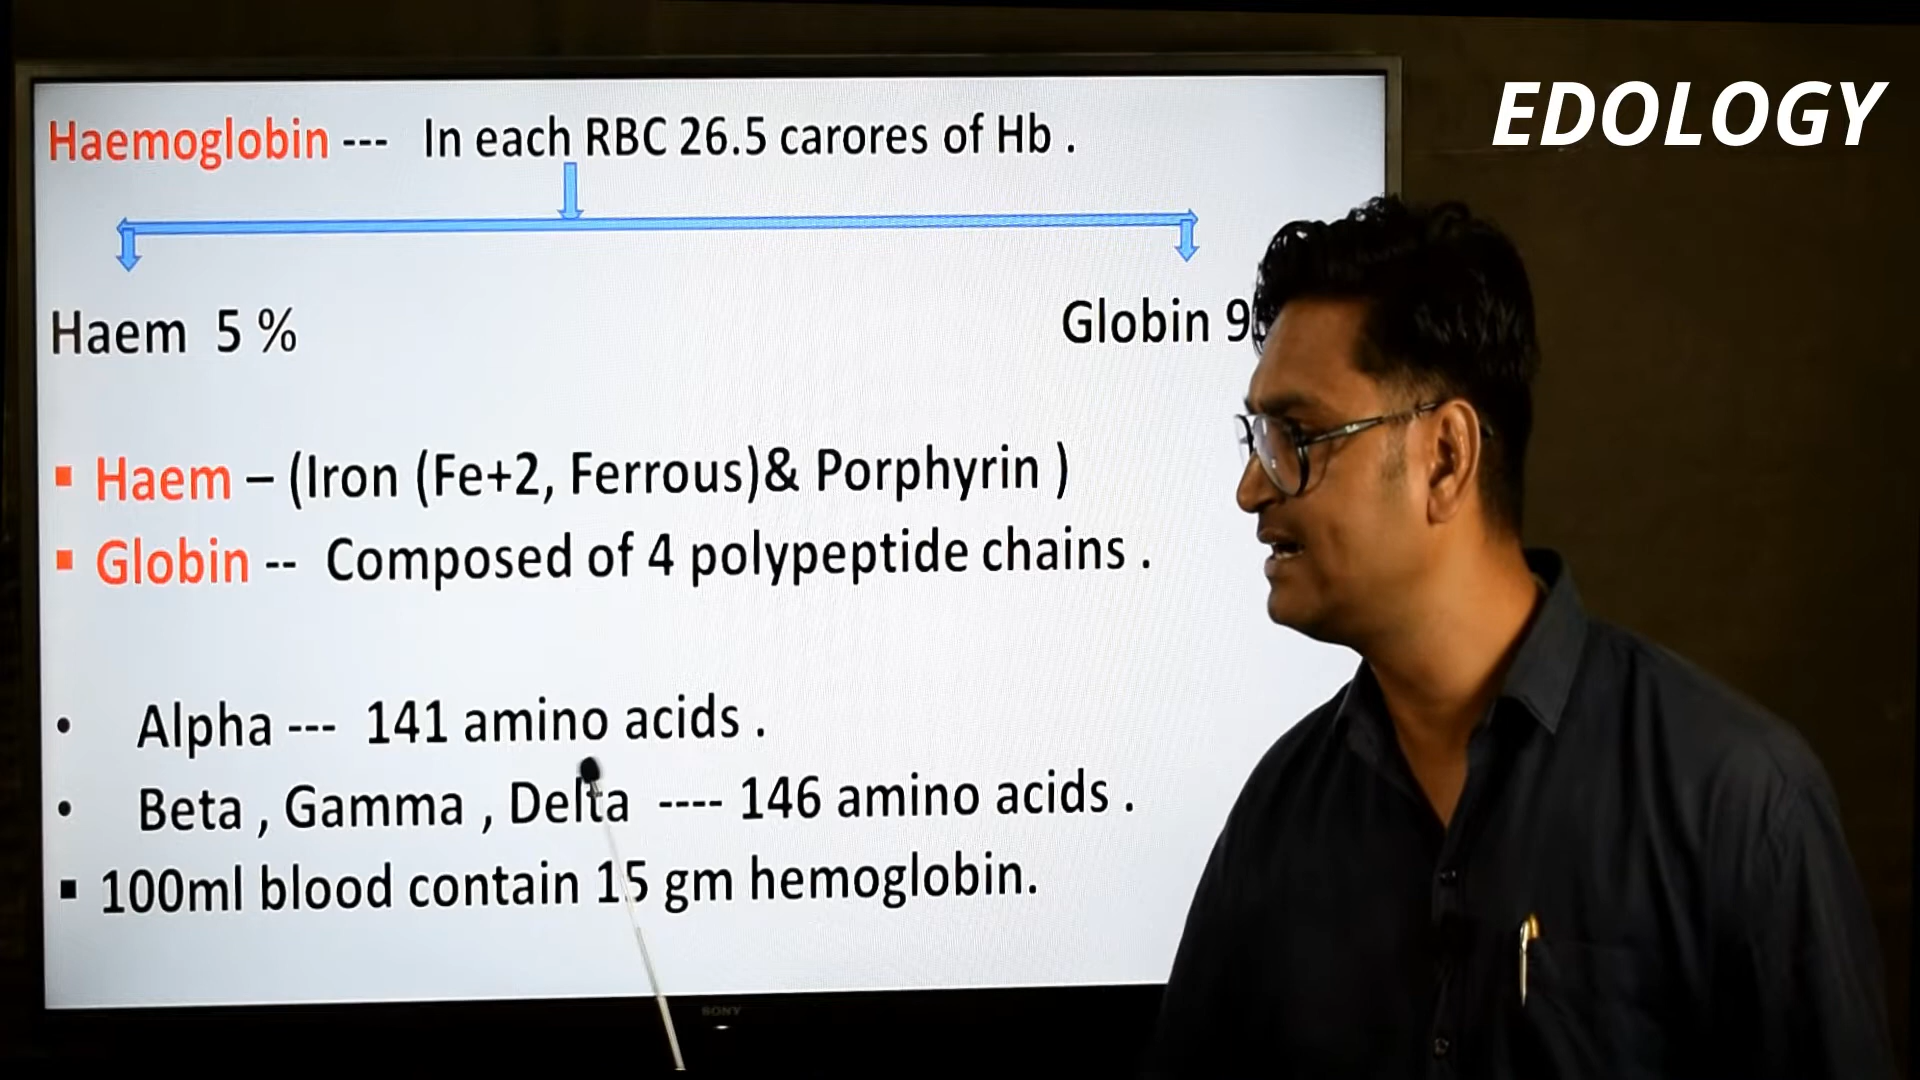 EDOLOGY
Haemoglobin --- In each RBC 26.5 carores of Hb .
Haem 5 %
Globin 9
▪ Haem – (Iron (Fe+2, Ferrous)& Porphyrin )
▪ Globin -- Composed of 4 polypeptide chains .
• Alpha --- 141 amino acids .
• Beta , Gamma , Delta ---- 146 amino acids .
▪ 100ml blood contain 15 gm hemoglobin.
SONY